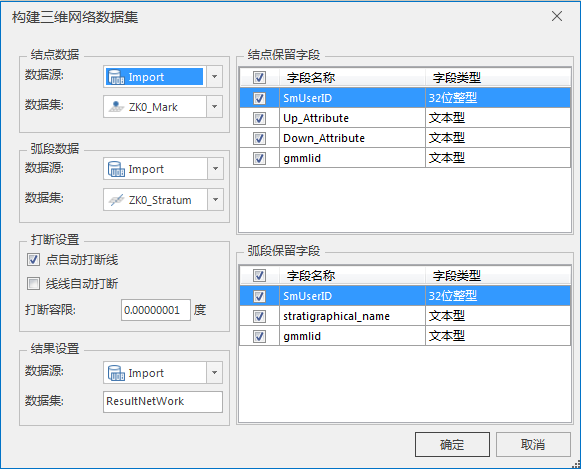 构建三维网络数据集
结点数据
数据源: Import
数据集: ZK0_Mark
弧段数据
数据源: Import
数据集: ZK0_Stratum
打断设置
点自动打断线
线线自动打断
打断容限: 0.00000001 度
结果设置
数据源: Import
数据集: ResultNetWork
结点保留字段
字段名称 字段类型
SmUserID 32位整型
Up_Attribute 文本型
Down_Attribute 文本型
gmmlid 文本型
弧段保留字段
字段名称 字段类型
SmUserID 32位整型
stratigraphical_name 文本型
gmmlid 文本型
确定 取消